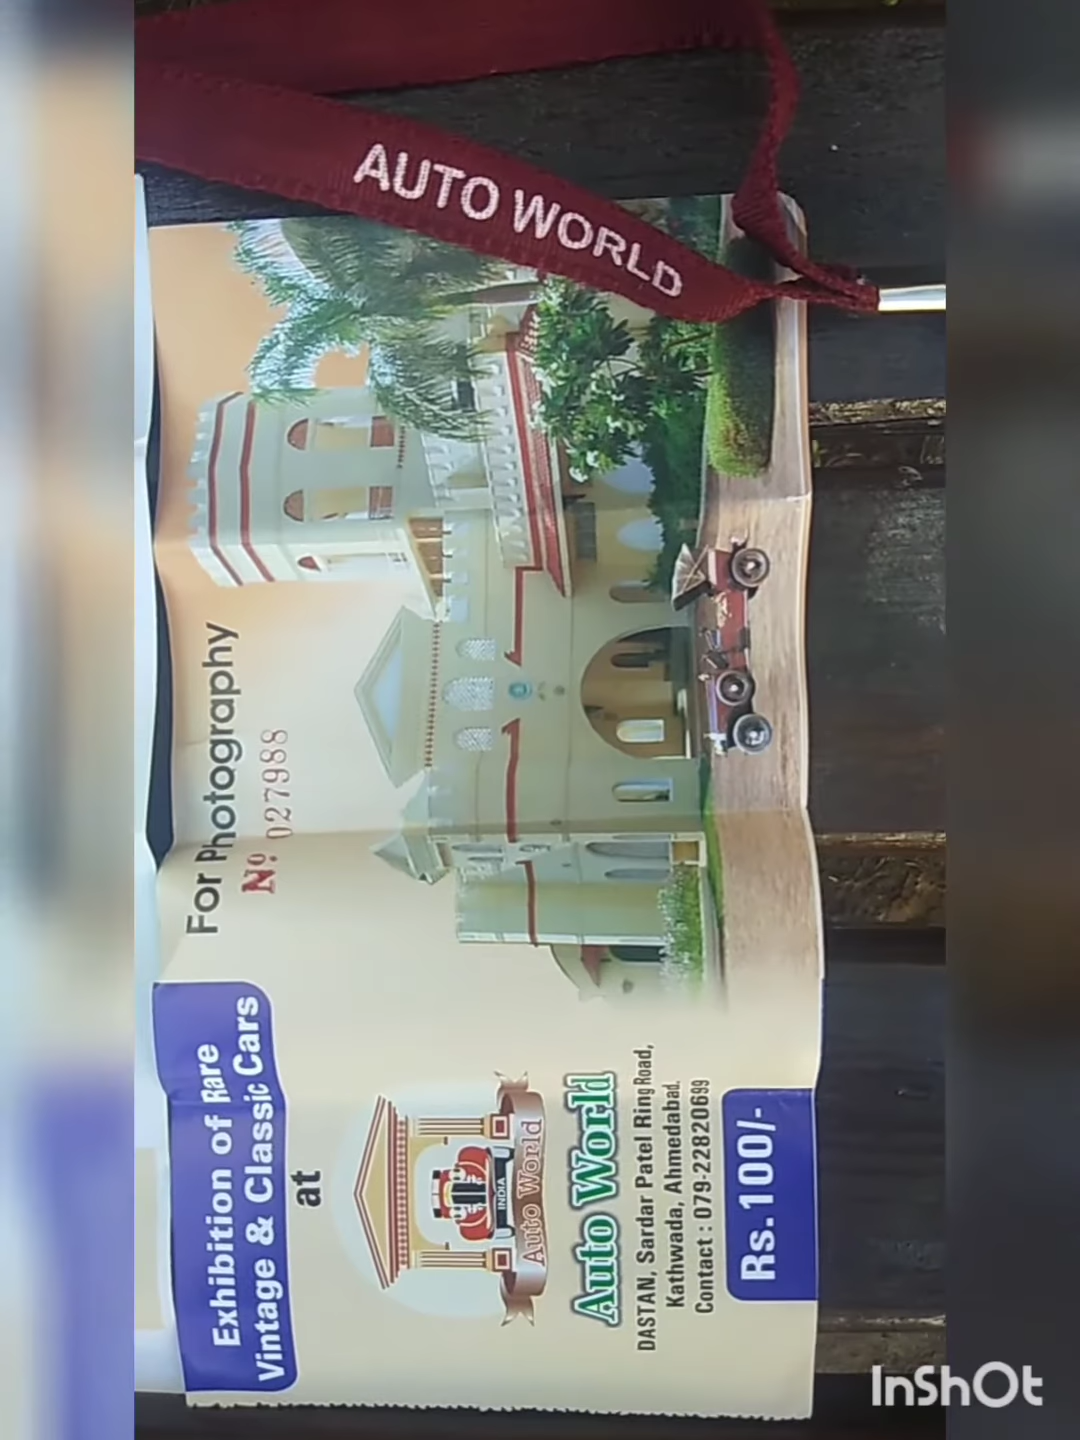 AUTO WORLD
Exhibition of Rare
Vintage & Classic Cars
at
INDIA
Auto World
Auto World
DASTAN, Sardar Patel Ring Road,
Kathwada, Ahmedabad.
Contact : 079-22820699
Rs.100/-
For Photography
Nº 027988
InShOt